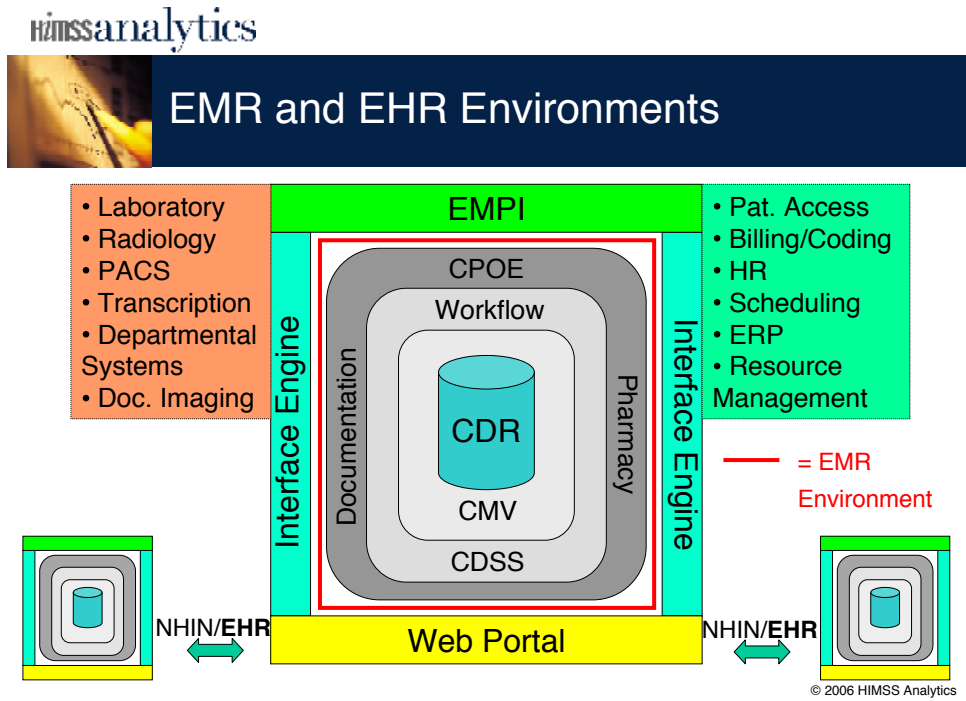 HIMSSanalytics
EMR and EHR Environments
• Laboratory
• Radiology
• PACS
• Transcription
• Departmental
Systems
• Doc. Imaging
EMPI
• Pat. Access
• Billing/Coding
• HR
• Scheduling
• ERP
• Resource
Management
Interface Engine
CPOE
Workflow
Documentation
CDR
Pharmacy
CMV
CDSS
Interface Engine
= EMR
Environment
NHIN/EHR
Web Portal
NHIN/EHR
© 2006 HIMSS Analytics